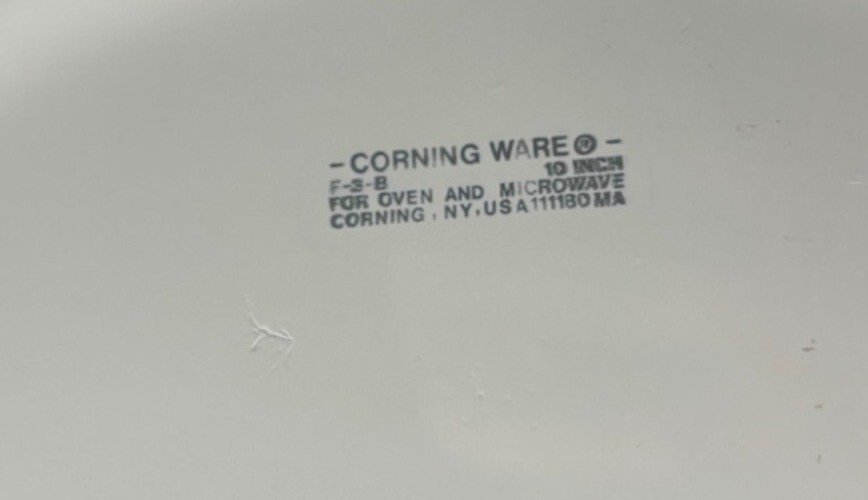 -CORNING WARE®-
F-3-B 10 INCH
FOR OVEN AND MICROWAVE
CORNING, NY, USA 111180 MA